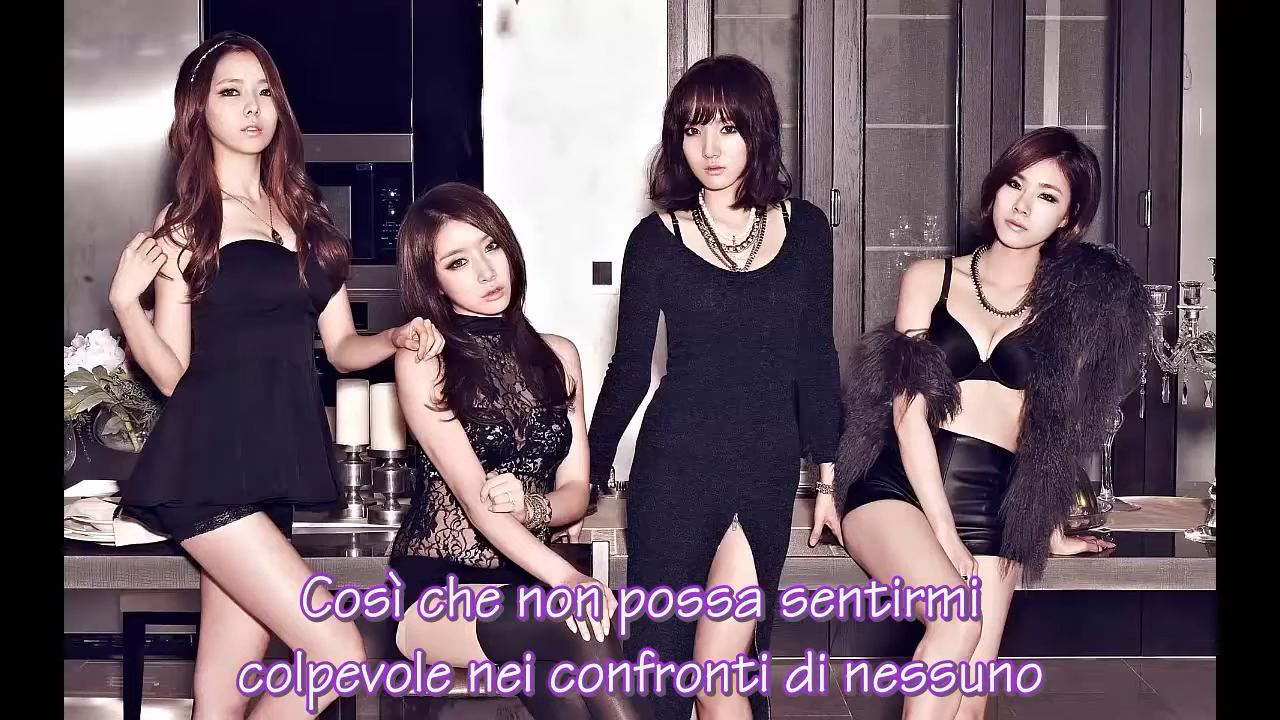 Così che non possa sentirmi
colpevole nei confronti di nessuno